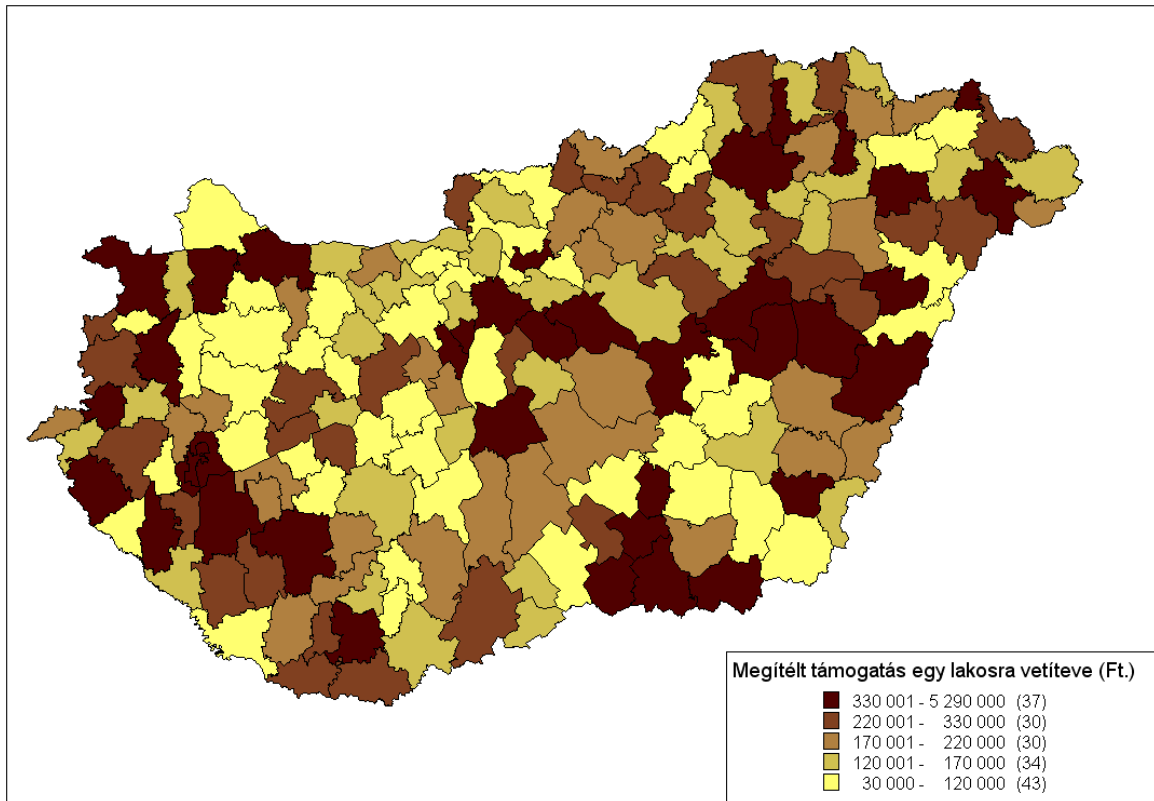 Megítélt támogatás egy lakosra vetíteve (Ft.)
330 001 - 5 290 000 (37)
220 001 - 330 000 (30)
170 001 - 220 000 (30)
120 001 - 170 000 (34)
30 000 - 120 000 (43)